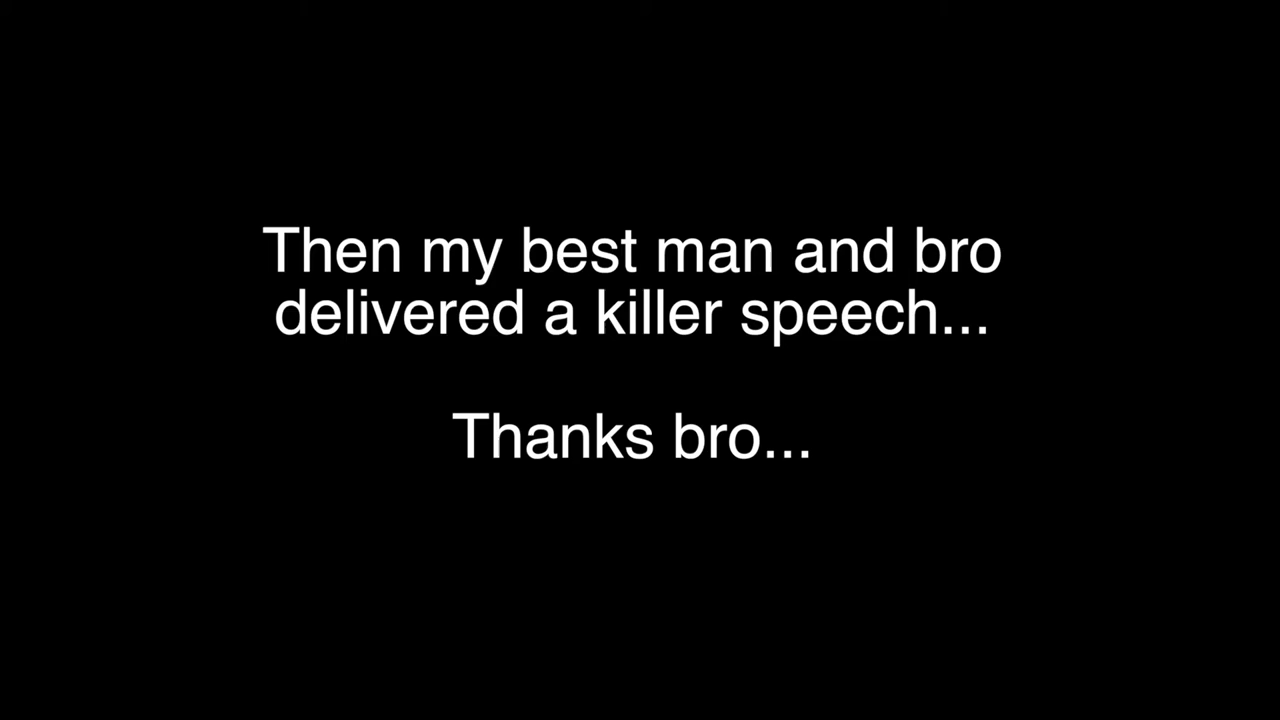 Then my best man and bro
delivered a killer speech...
Thanks bro...